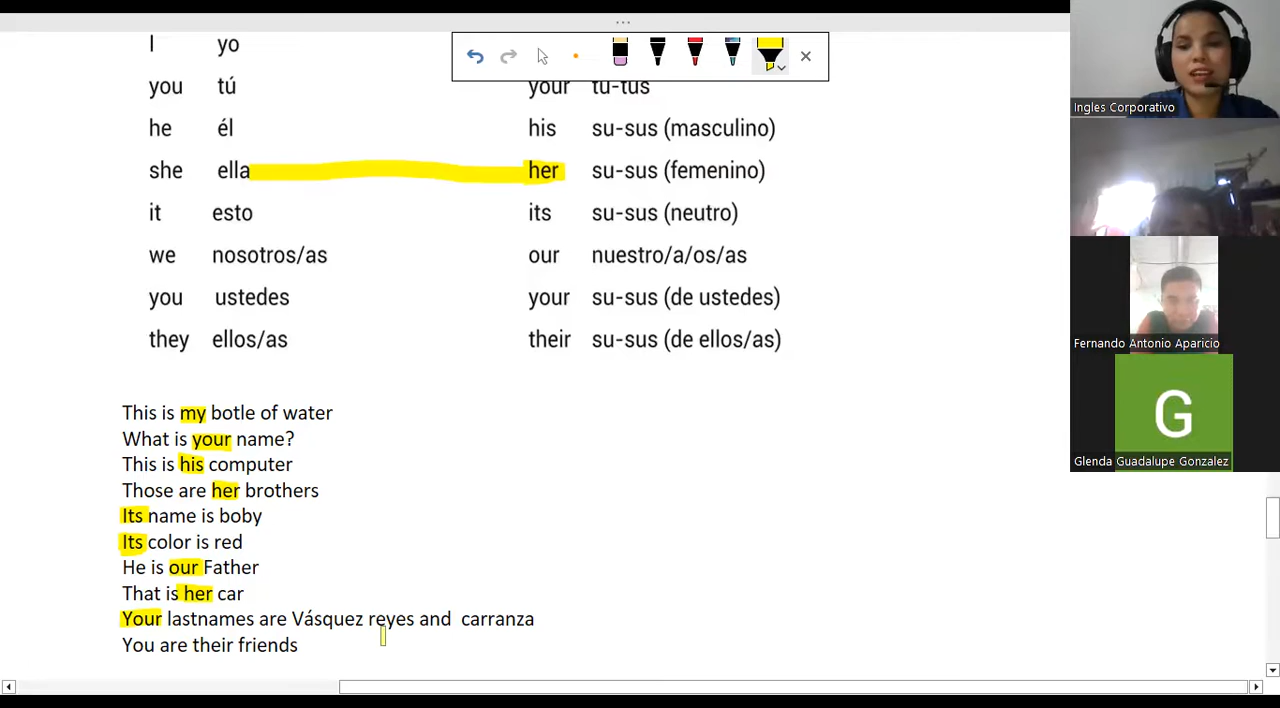 I yo
you tú your tu-tus
he él his su-sus (masculino)
she ella her su-sus (femenino)
it esto its su-sus (neutro)
we nosotros/as our nuestro/a/os/as
you ustedes your su-sus (de ustedes)
they ellos/as their su-sus (de ellos/as)
This is my botle of water
What is your name?
This is his computer
Those are her brothers
Its name is boby
Its color is red
He is our Father
That is her car
Your lastnames are Vásquez reyes and carranza
You are their friends
Ingles Corporativo
Fernando Antonio Aparicio
G
Glenda Guadalupe Gonzalez